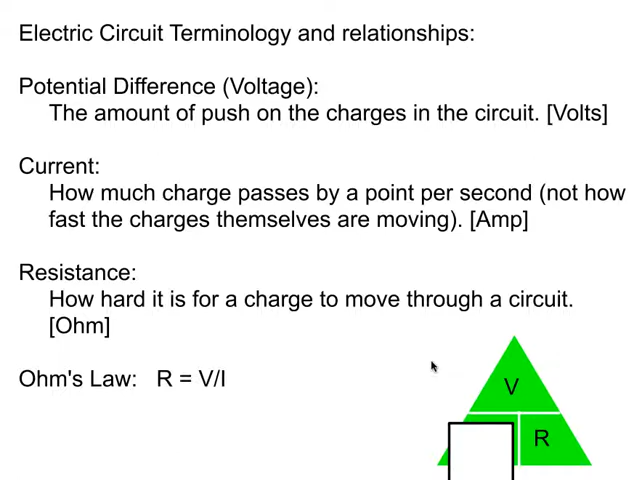 Electric Circuit Terminology and relationships:
Potential Difference (Voltage):
The amount of push on the charges in the circuit. [Volts]
Current:
How much charge passes by a point per second (not how
fast the charges themselves are moving). [Amp]
Resistance:
How hard it is for a charge to move through a circuit.
[Ohm]
Ohm's Law: R = V/I
V
R